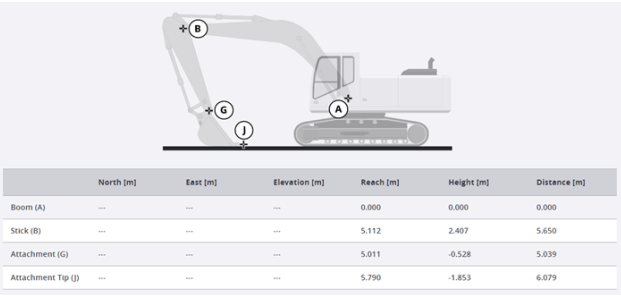 B
G
J
A
North [m] East [m] Elevation [m] Reach [m] Height [m] Distance [m]
Boom (A) --- --- --- 0.000 0.000 0.000
Stick (B) --- --- --- 5.112 2.407 5.650
Attachment (G) --- --- --- 5.011 -0.528 5.039
Attachment Tip (J) --- --- --- 5.790 -1.853 6.079